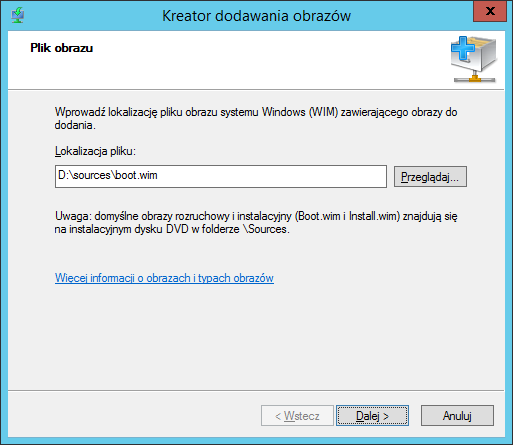 Kreator dodawania obrazów
x
Plik obrazu
Wprowadź lokalizację pliku obrazu systemu Windows (WIM) zawierającego obrazy do
dodania.
Lokalizacja pliku:
D:\sources\boot.wim
Przeglądaj...
Uwaga: domyślne obrazy rozruchowy i instalacyjny (Boot.wim i Install.wim) znajdują się
na instalacyjnym dysku DVD w folderze \Sources.
Więcej informacji o obrazach i typach obrazów
< Wstecz
Dalej >
Anuluj